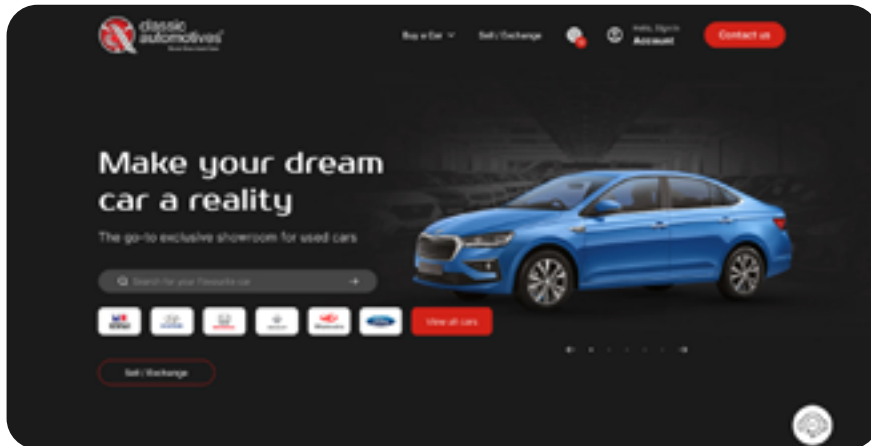 classic
automotives
Buy a Car
Sell / Exchange
Hello, Sign in
Account
Contact us
Make your dream
car a reality
The go-to exclusive showroom for used cars
Search for your favourite car
View all cars
Sell / Exchange